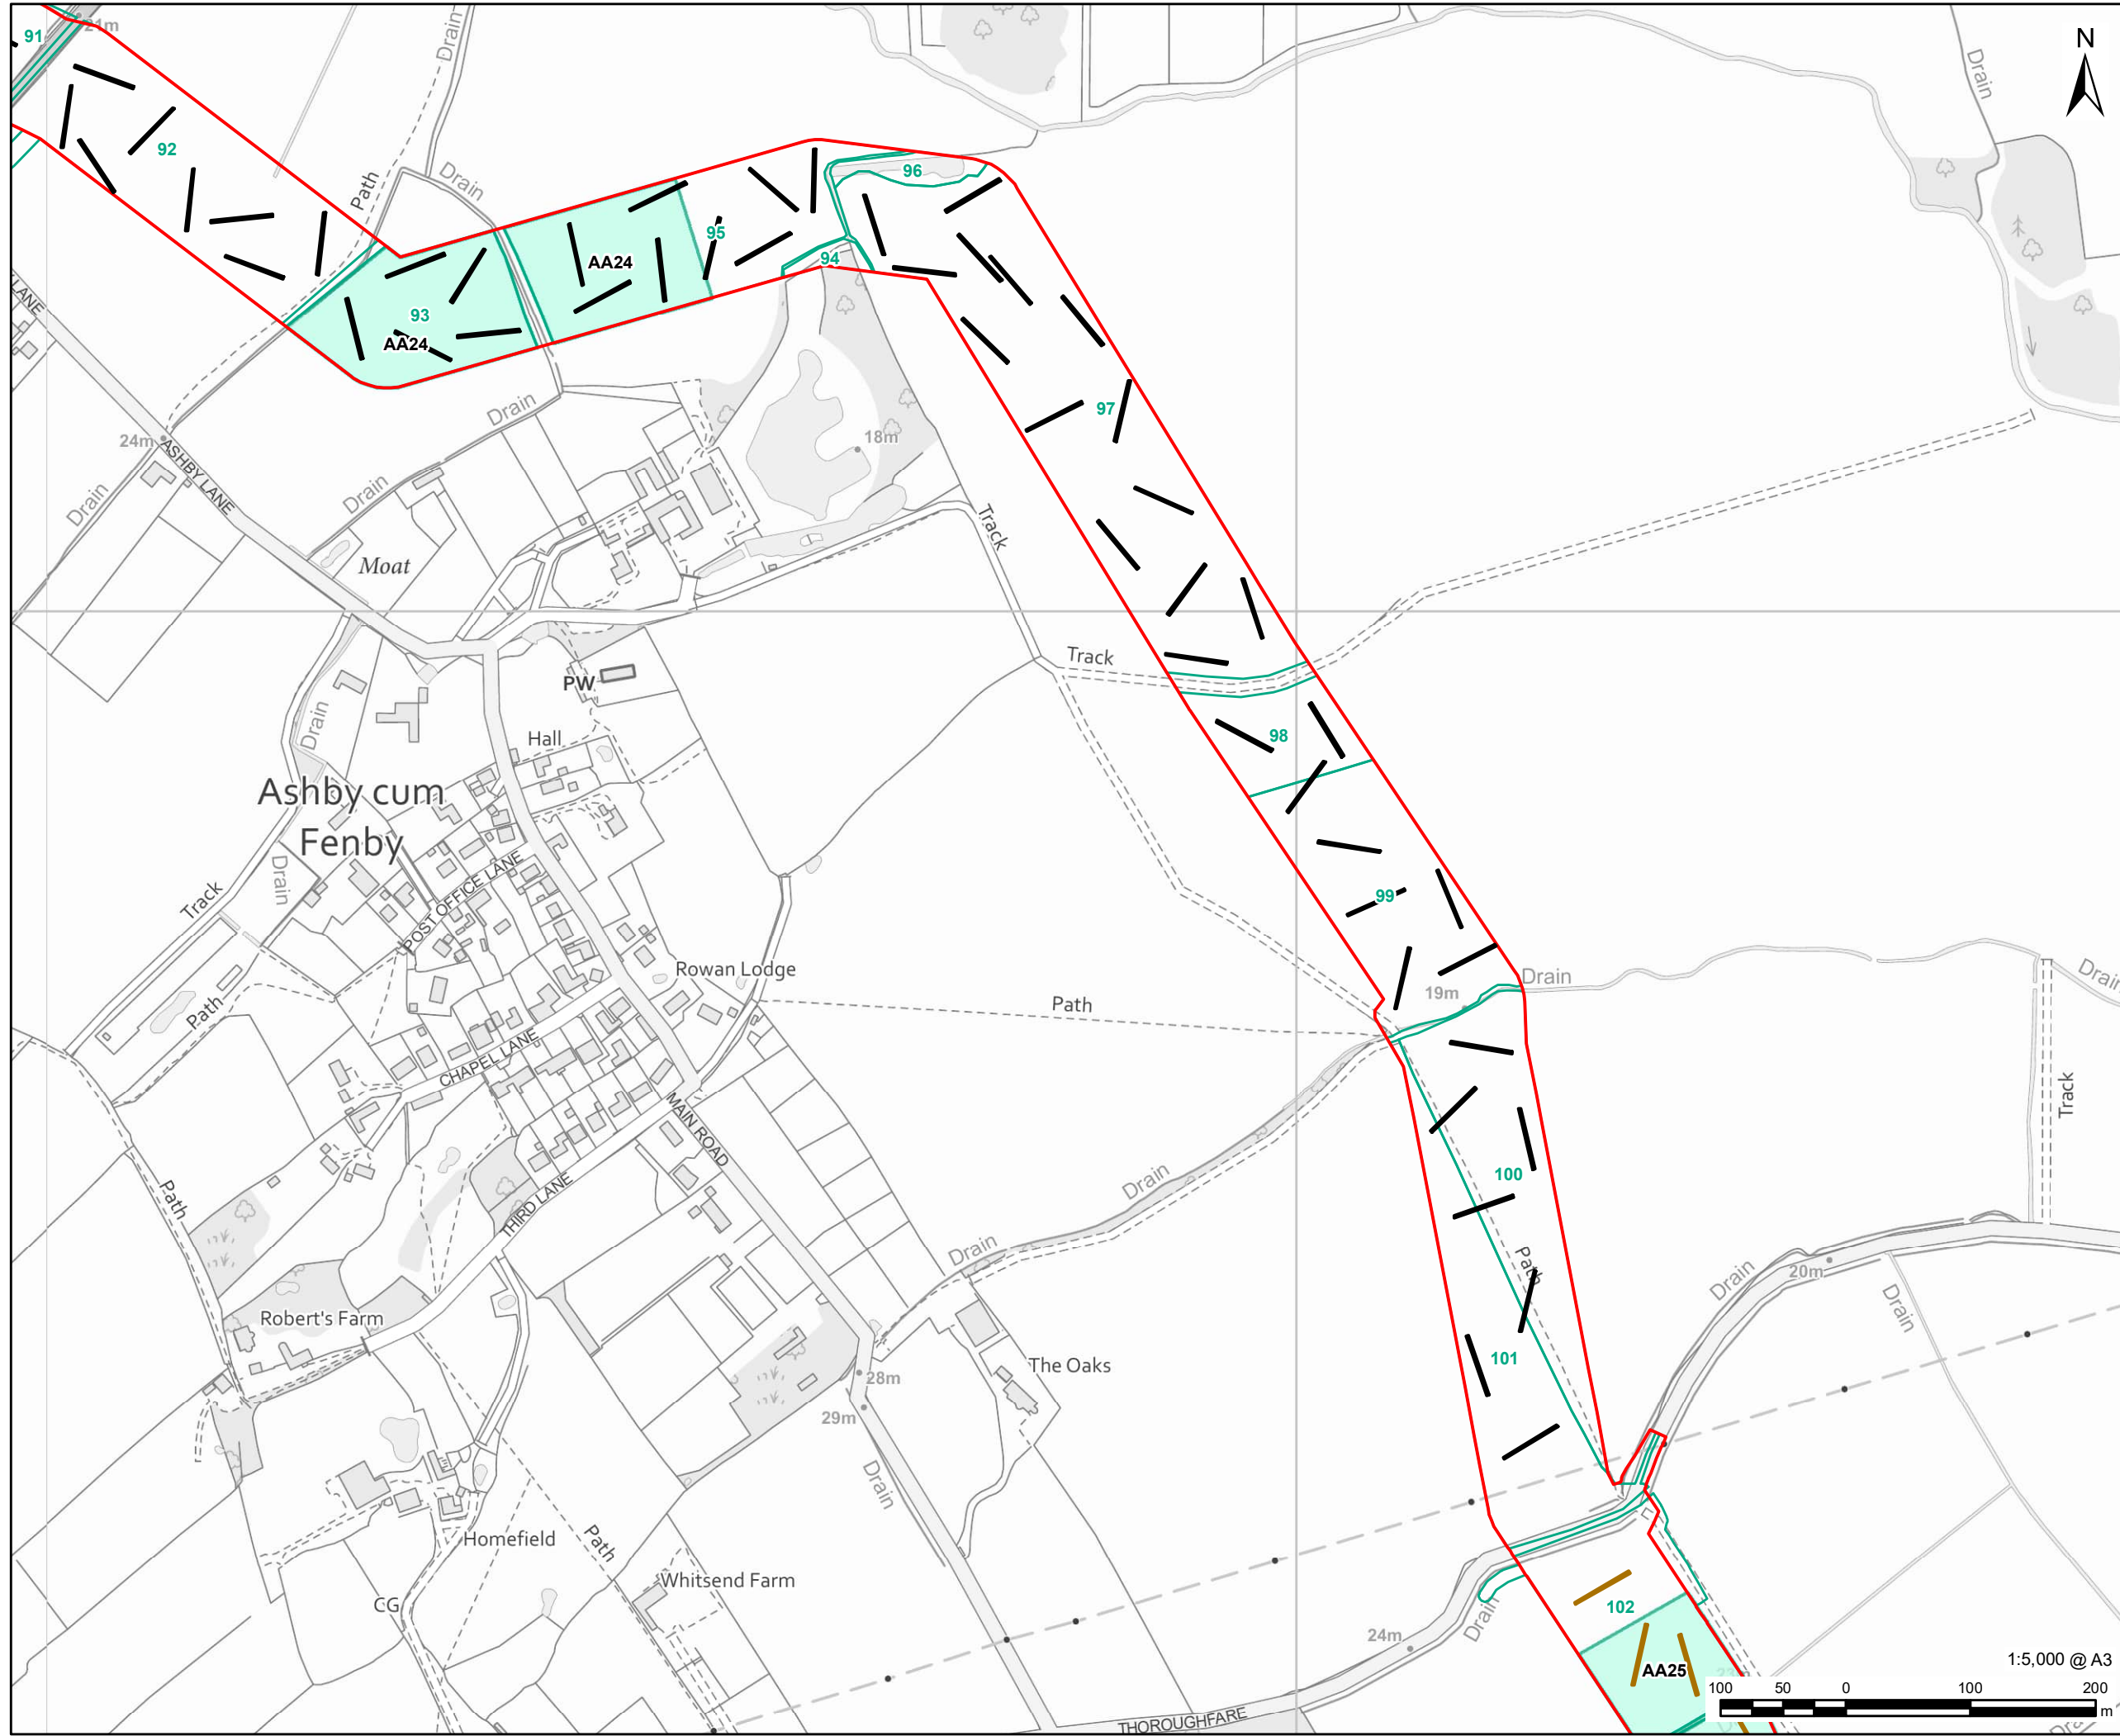 91
21m
Drain
N
Drain
92
Path
Drain
96
95
94
AA24
93
AA24
LANE
Drain
97
24m
ASHBY LANE
18m
Drain
Drain
Track
Moat
Track
PW
Drain
Hall
98
Ashby cum
Fenby
Drain
POST OFFICE LANE
Track
99
Rowan Lodge
Drain
Drain
19m
Path
Path
CHAPEL LANE
MAIN ROAD
Track
Drain
100
Path
THIRD LANE
Drain
Path
Drain
20m
Drain
Robert's Farm
101
The Oaks
28m
29m
Drain
Homefield
Path
Whitsend Farm
CG
102
Drain
24m
AA25
1:5,000 @ A3
100 50 0 100 200
m
THOROUGHFARE